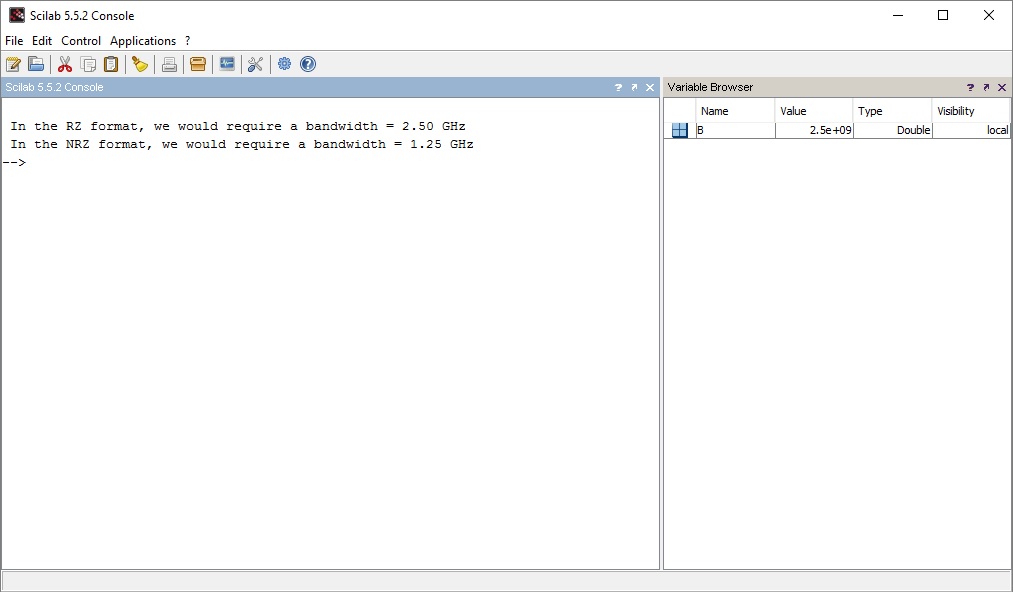 Scilab 5.5.2 Console
File Edit Control Applications ?
Scilab 5.5.2 Console ?
Variable Browser ?
In the RZ format, we would require a bandwidth = 2.50 GHz
In the NRZ format, we would require a bandwidth = 1.25 GHz
-->
Name Value Type Visibility
B 2.5e+09 Double local